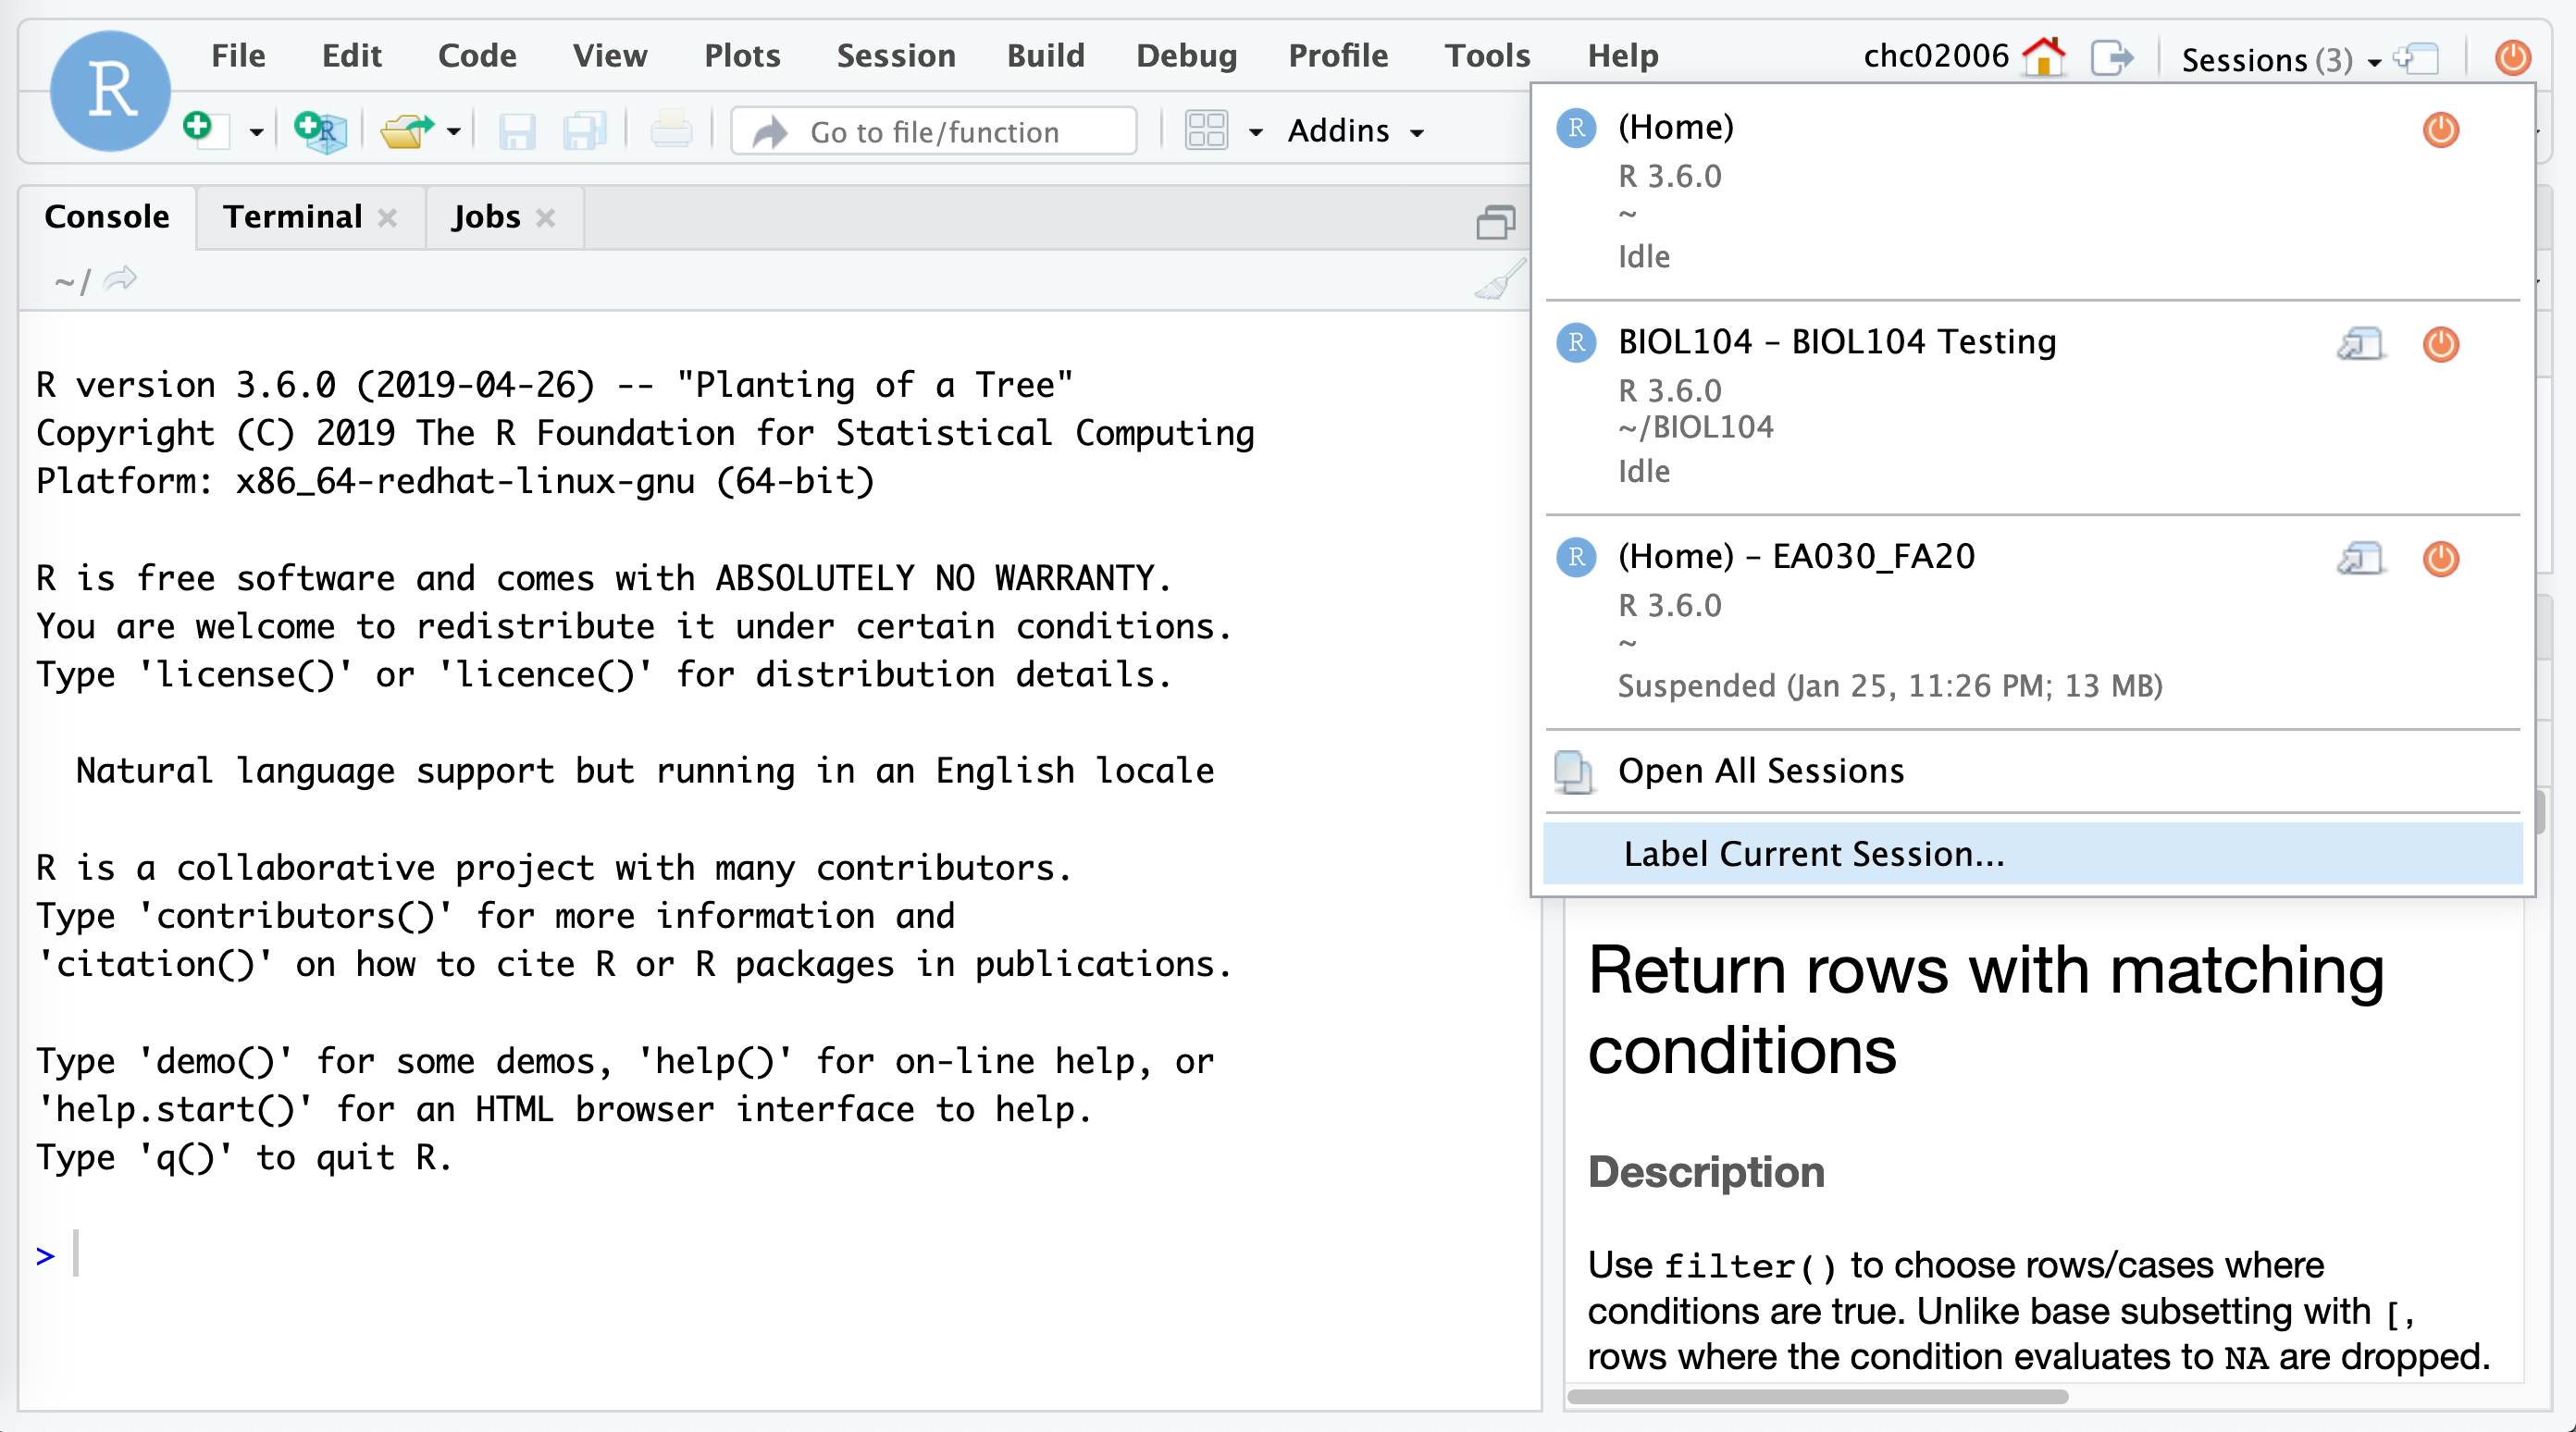 R
File Edit Code View Plots Session Build Debug Profile Tools Help
chc02006
Sessions (3)
Go to file/function
Addins
Console Terminal Jobs
~/
R version 3.6.0 (2019-04-26) -- "Planting of a Tree"
Copyright (C) 2019 The R Foundation for Statistical Computing
Platform: x86_64-redhat-linux-gnu (64-bit)
R is free software and comes with ABSOLUTELY NO WARRANTY.
You are welcome to redistribute it under certain conditions.
Type 'license()' or 'licence()' for distribution details.
Natural language support but running in an English locale
R is a collaborative project with many contributors.
Type 'contributors()' for more information and
'citation()' on how to cite R or R packages in publications.
Type 'demo()' for some demos, 'help()' for on-line help, or
'help.start()' for an HTML browser interface to help.
Type 'q()' to quit R.
>
R (Home)
R 3.6.0
~
Idle
R BIOL104 – BIOL104 Testing
R 3.6.0
~/BIOL104
Idle
R (Home) – EA030_FA20
R 3.6.0
~
Suspended (Jan 25, 11:26 PM; 13 MB)
Open All Sessions
Label Current Session...
Return rows with matching
conditions
Description
Use filter() to choose rows/cases where
conditions are true. Unlike base subsetting with [,
rows where the condition evaluates to NA are dropped.